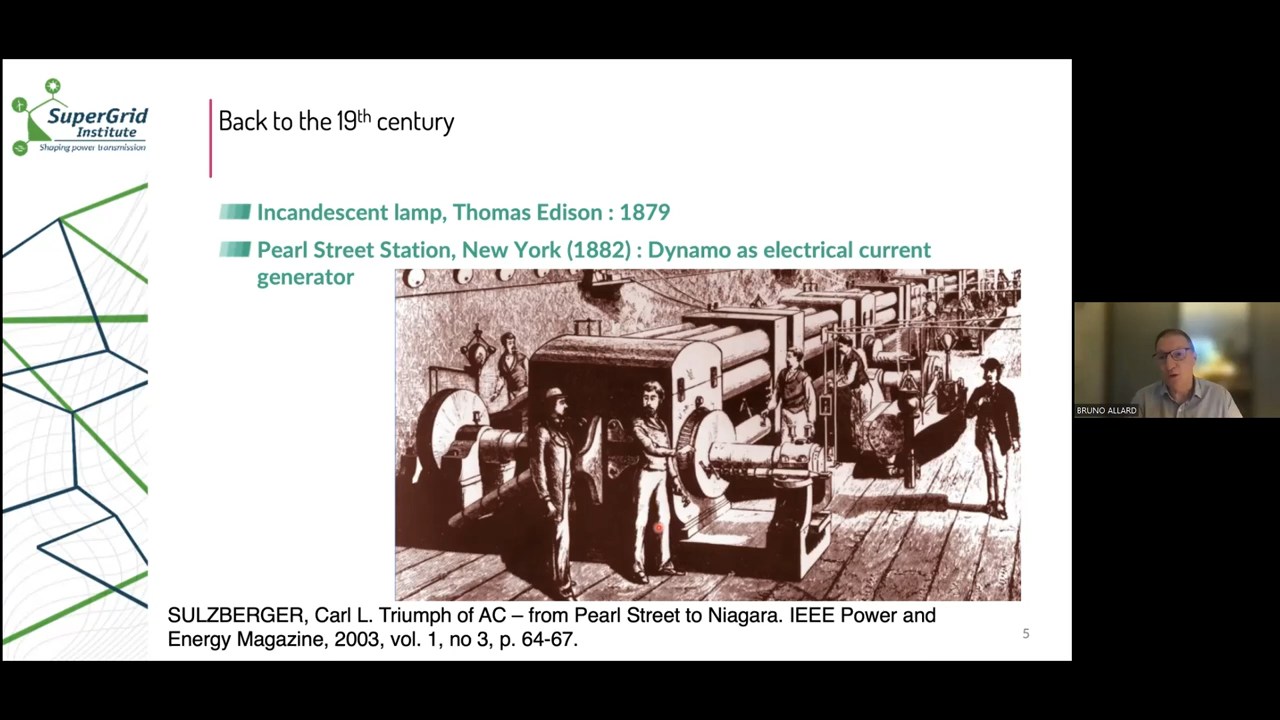 SuperGrid
Institute
Shaping power transmission
Back to the 19th century
Incandescent lamp, Thomas Edison : 1879
Pearl Street Station, New York (1882) : Dynamo as electrical current
generator
SULZBERGER, Carl L. Triumph of AC – from Pearl Street to Niagara. IEEE Power and
Energy Magazine, 2003, vol. 1, no 3, p. 64-67.
5
BRUNO ALLARD